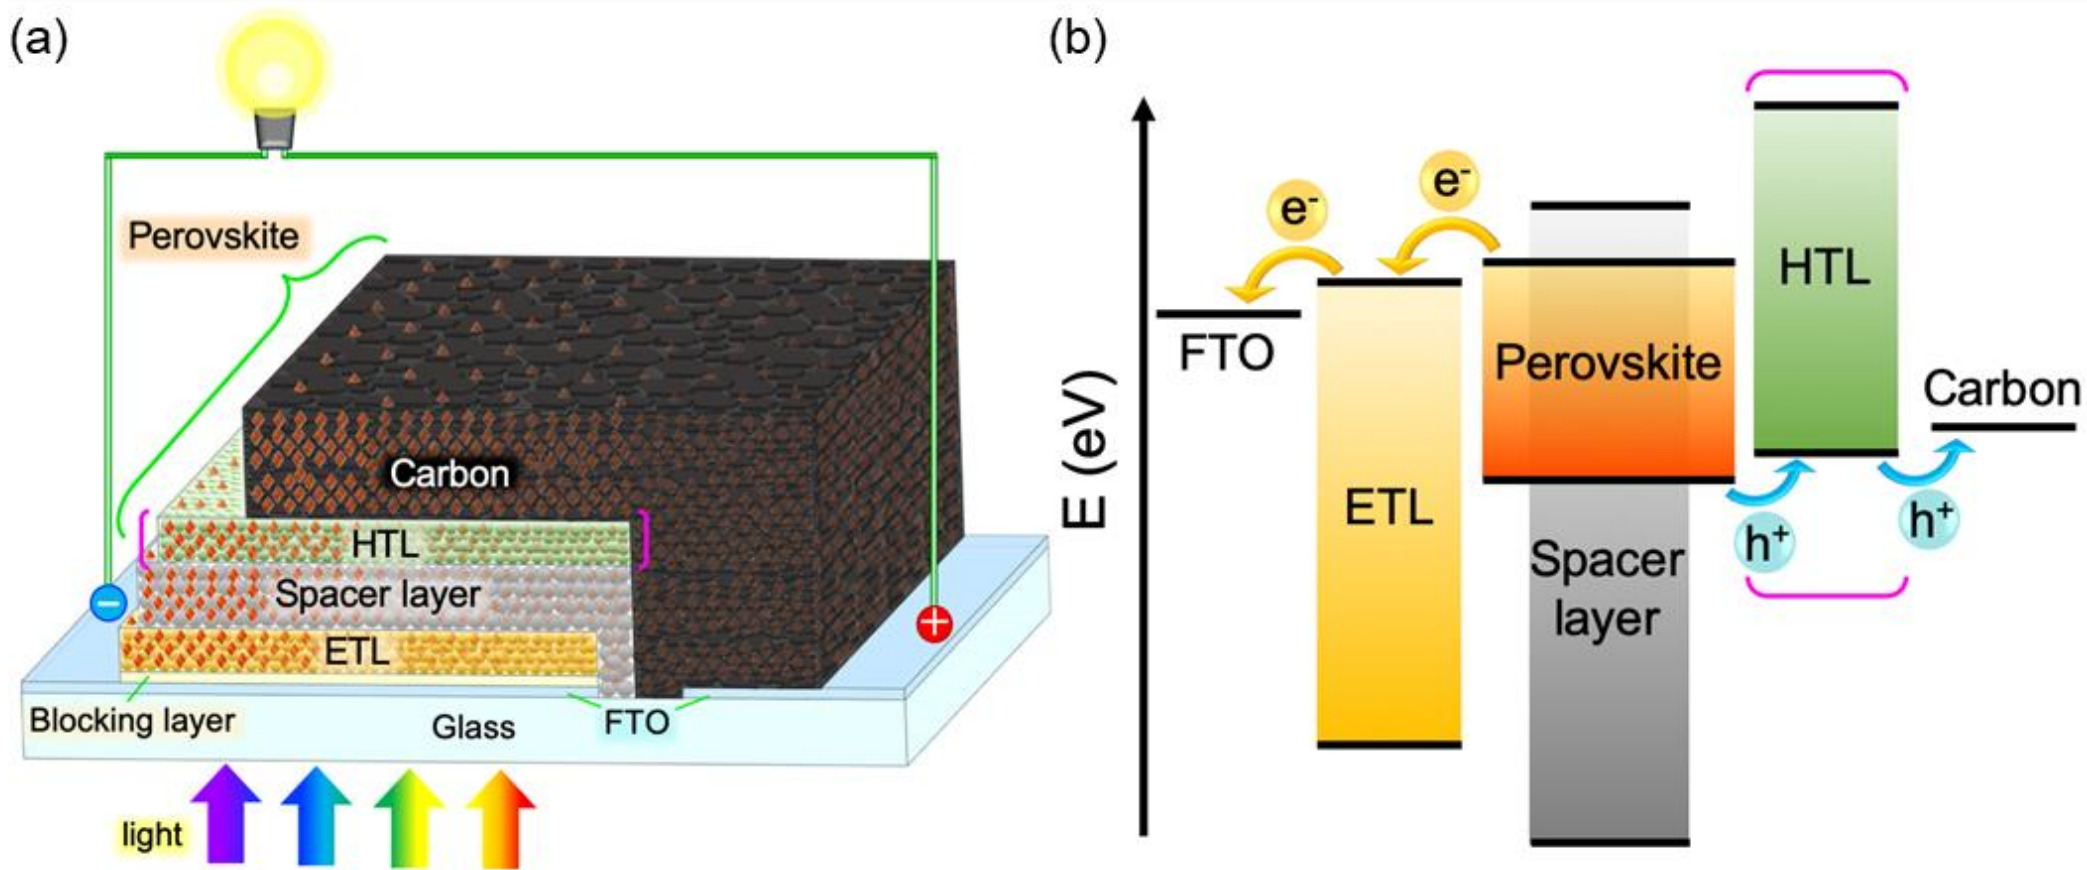 (a)
Perovskite
Carbon
HTL
Spacer layer
ETL
−
+
Blocking layer
Glass
FTO
light
(b)
E (eV)
e-
e-
FTO
ETL
Perovskite
Spacer
layer
HTL
Carbon
h+
h+